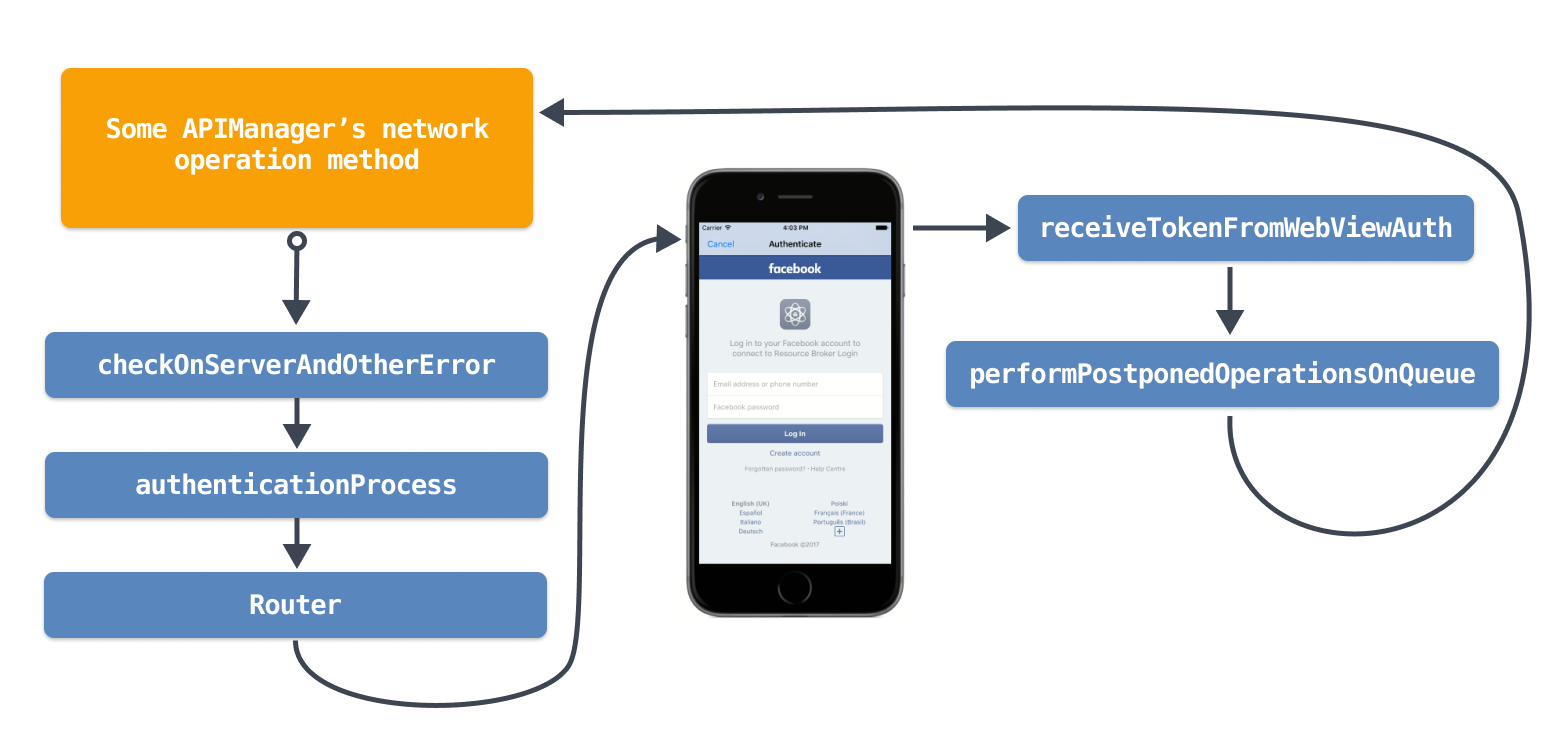 Some APIManager’s network
operation method
checkOnServerAndOtherError
authenticationProcess
Router
Carrier
4:03 PM
Cancel
Authenticate
facebook
Log in to your Facebook account to
connect to Resource Broker Login
Email address or phone number
Facebook password
Log In
Create account
Forgotten password? · Help Centre
English (UK)
Polski
Español
Français (France)
Italiano
Português (Brasil)
Deutsch
Facebook ©2017
receiveTokenFromWebViewAuth
performPostponedOperationsOnQueue